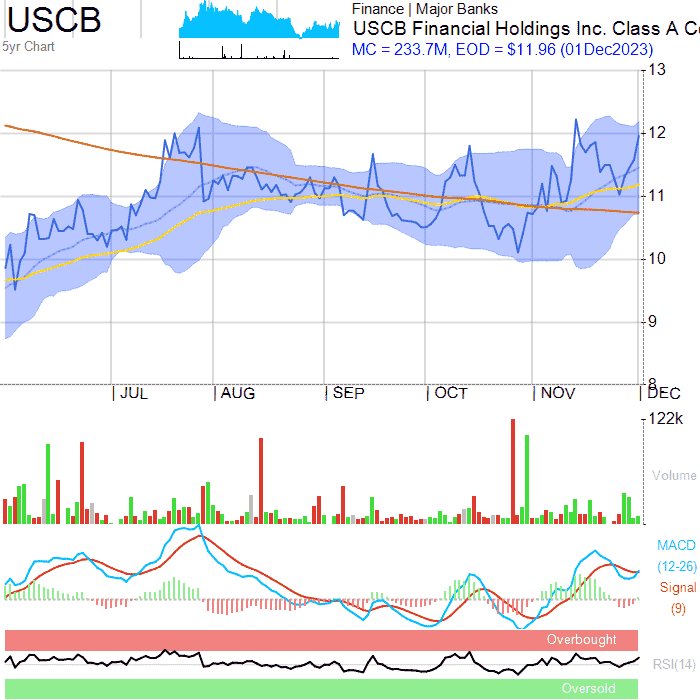 USCB
5yr Chart
Finance | Major Banks
USCB Financial Holdings Inc. Class A Co
MC = 233.7M, EOD = $11.96 (01Dec2023)
13
12
11
10
9
8
JUL AUG SEP OCT NOV DEC
122k
Volume
MACD
(12-26)
Signal
(9)
Overbought
RSI(14)
Oversold